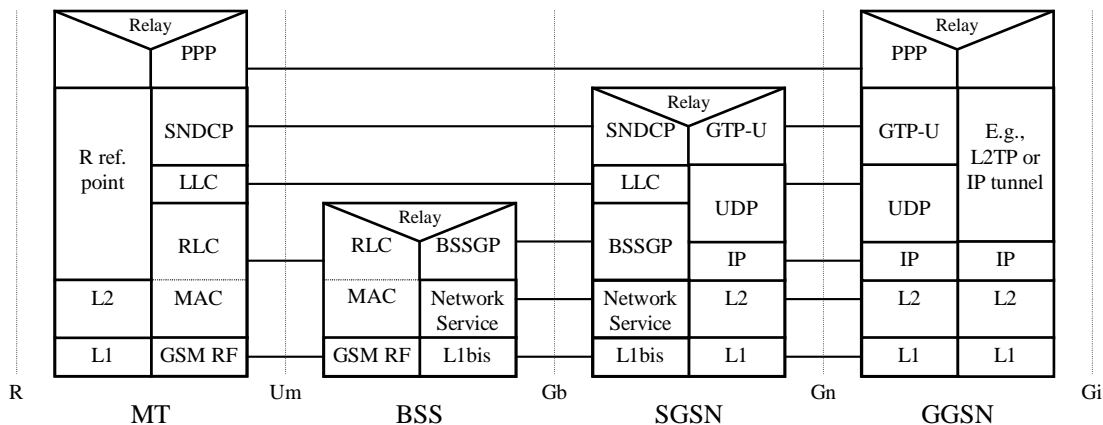 Relay
PPP
SNDCP
R ref.
point
LLC
RLC
L2
MAC
L1
GSM RF
Relay
RLC
BSSGP
MAC
Network
Service
GSM RF
L1bis
Relay
SNDCP
GTP-U
LLC
UDP
BSSGP
IP
Network
Service
L2
L1bis
L1
Relay
PPP
GTP-U
E.g.,
L2TP or
IP tunnel
UDP
IP
IP
L2
L2
L1
L1
R
Um
Gb
Gn
Gi
MT
BSS
SGSN
GGSN